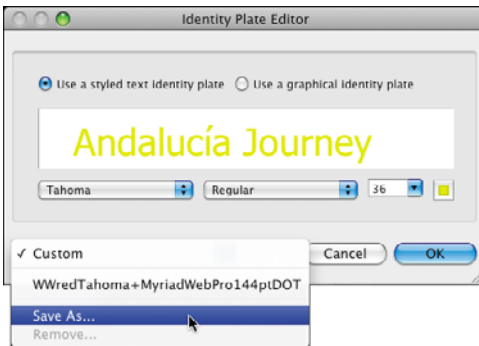 Identity Plate Editor
Use a styled text identity plate Use a graphical identity plate
Andalucía Journey
Tahoma Regular 36
✓ Custom Cancel OK
WWredTahoma+MyriadWebPro144ptDOT
Save As...
Remove...